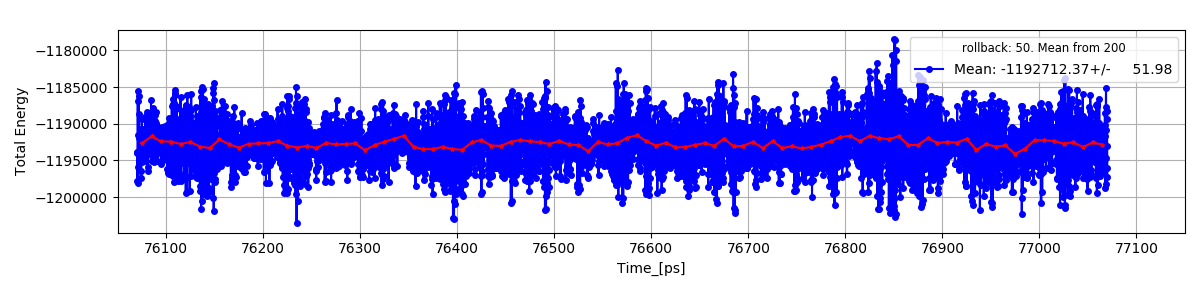 Total Energy
−1180000
−1185000
−1190000
−1195000
−1200000
rollback: 50. Mean from 200
Mean: -1192712.37+/- 51.98
76100 76200 76300 76400 76500 76600 76700 76800 76900 77000 77100
Time_[ps]